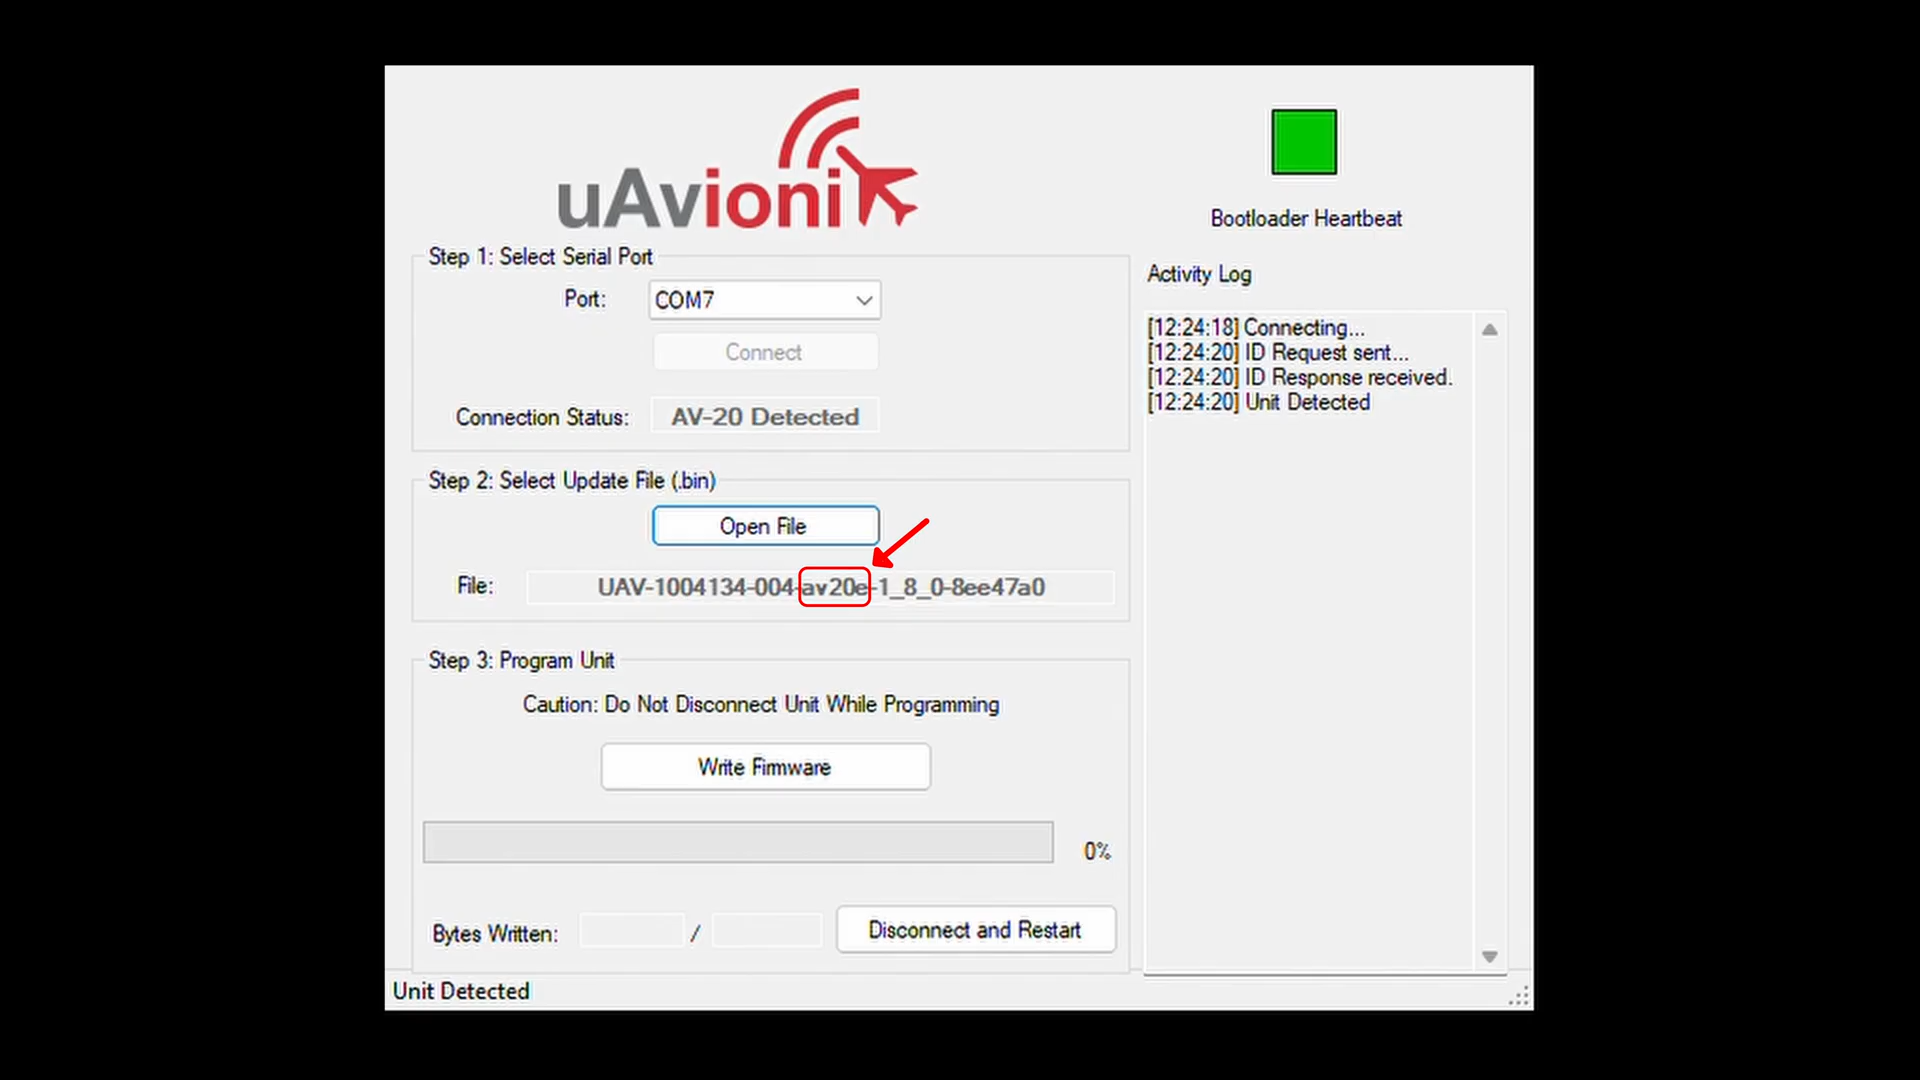 uAvioni
Bootloader Heartbeat
Step 1: Select Serial Port
Port: COM7
Connect
Connection Status: AV-20 Detected
Step 2: Select Update File (.bin)
Open File
File: UAV-1004134-004-av20e-1_8_0-8ee47a0
Step 3: Program Unit
Caution: Do Not Disconnect Unit While Programming
Write Firmware
0%
Bytes Written: /
Disconnect and Restart
Activity Log
[12:24:18] Connecting...
[12:24:20] ID Request sent...
[12:24:20] ID Response received.
[12:24:20] Unit Detected
Unit Detected